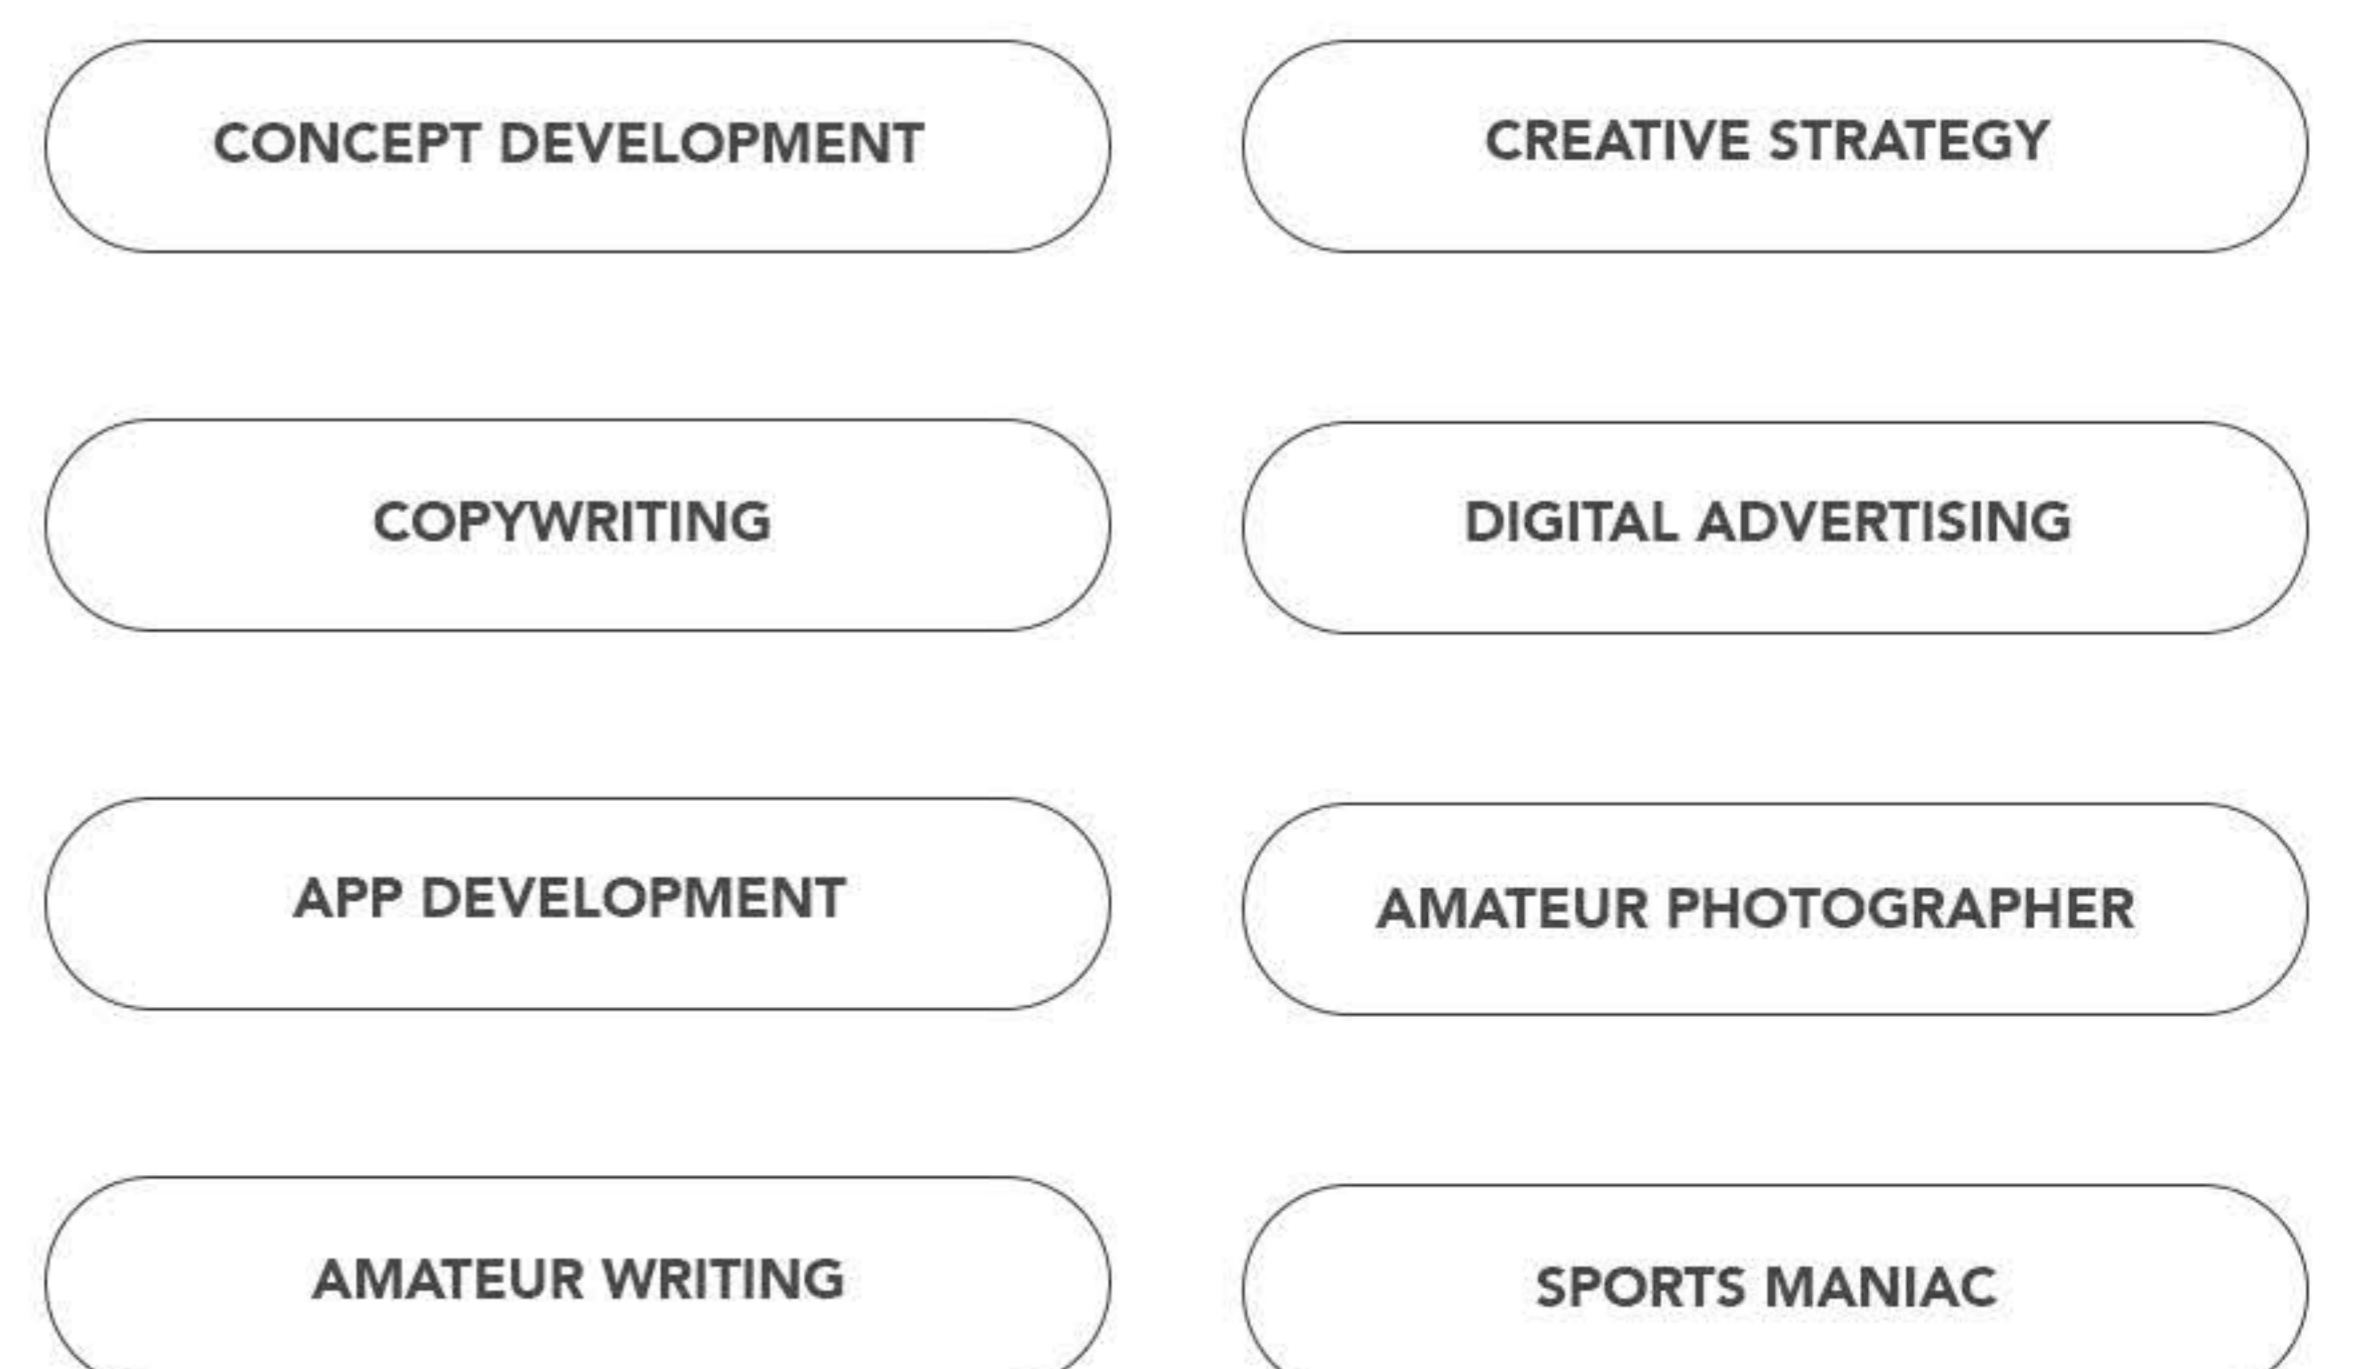 CONCEPT DEVELOPMENT
CREATIVE STRATEGY
COPYWRITING
DIGITAL ADVERTISING
APP DEVELOPMENT
AMATEUR PHOTOGRAPHER
AMATEUR WRITING
SPORTS MANIAC